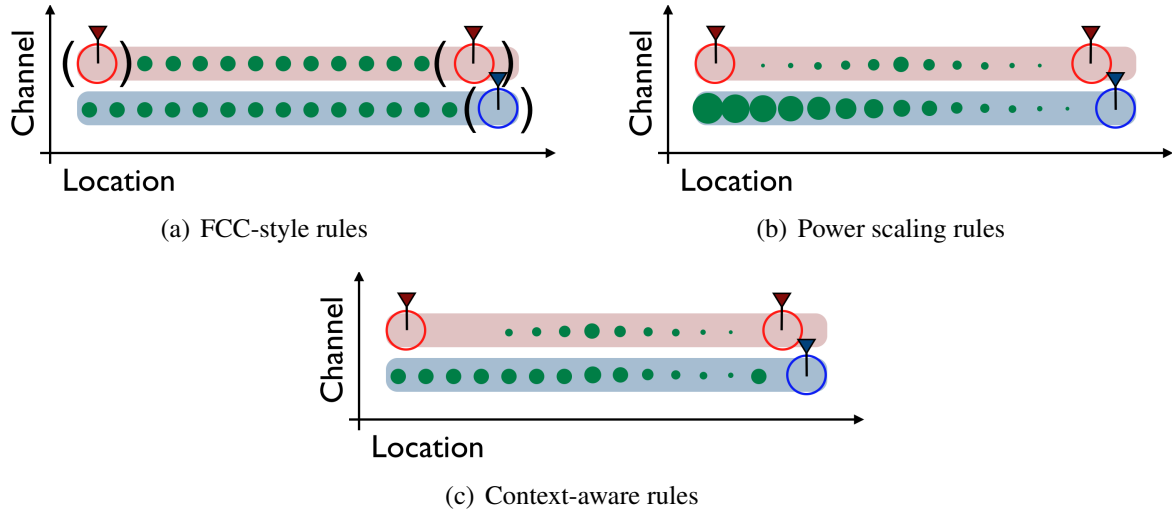 Channel
Location
(a) FCC-style rules
Channel
Location
(b) Power scaling rules
Channel
Location
(c) Context-aware rules